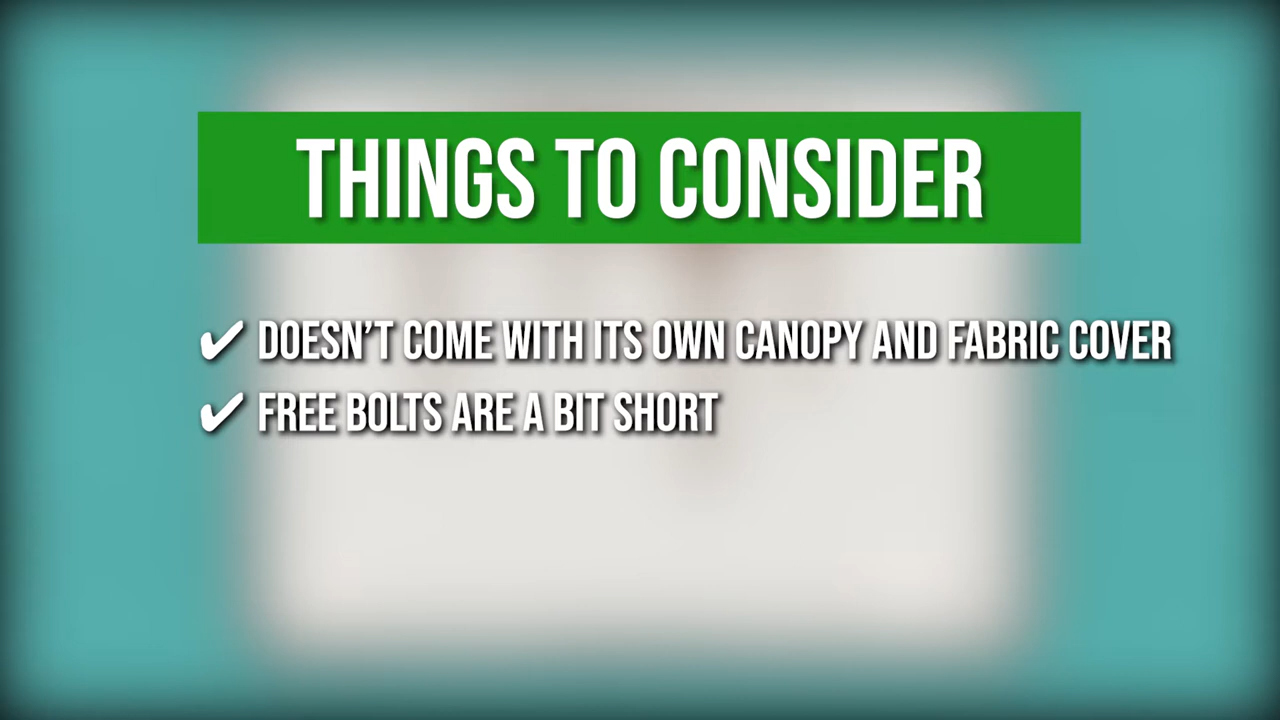 THINGS TO CONSIDER
✔ DOESN’T COME WITH ITS OWN CANOPY AND FABRIC COVER
✔ FREE BOLTS ARE A BIT SHORT